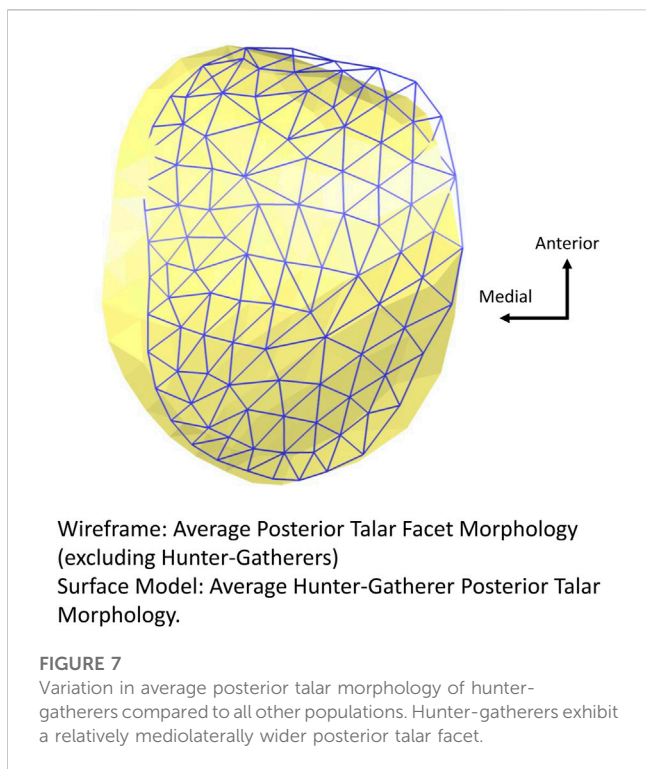 Anterior
Medial
Wireframe: Average Posterior Talar Facet Morphology
(excluding Hunter-Gatherers)
Surface Model: Average Hunter-Gatherer Posterior Talar
Morphology.
FIGURE 7
Variation in average posterior talar morphology of hunter-
gatherers compared to all other populations. Hunter-gatherers exhibit
a relatively mediolaterally wider posterior talar facet.